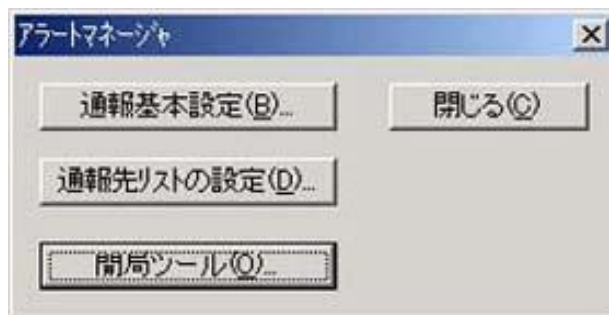 アラートマネージャ
通報基本設定(B)...
閉じる(C)
通報先リストの設定(D)...
開局ツール(O)...